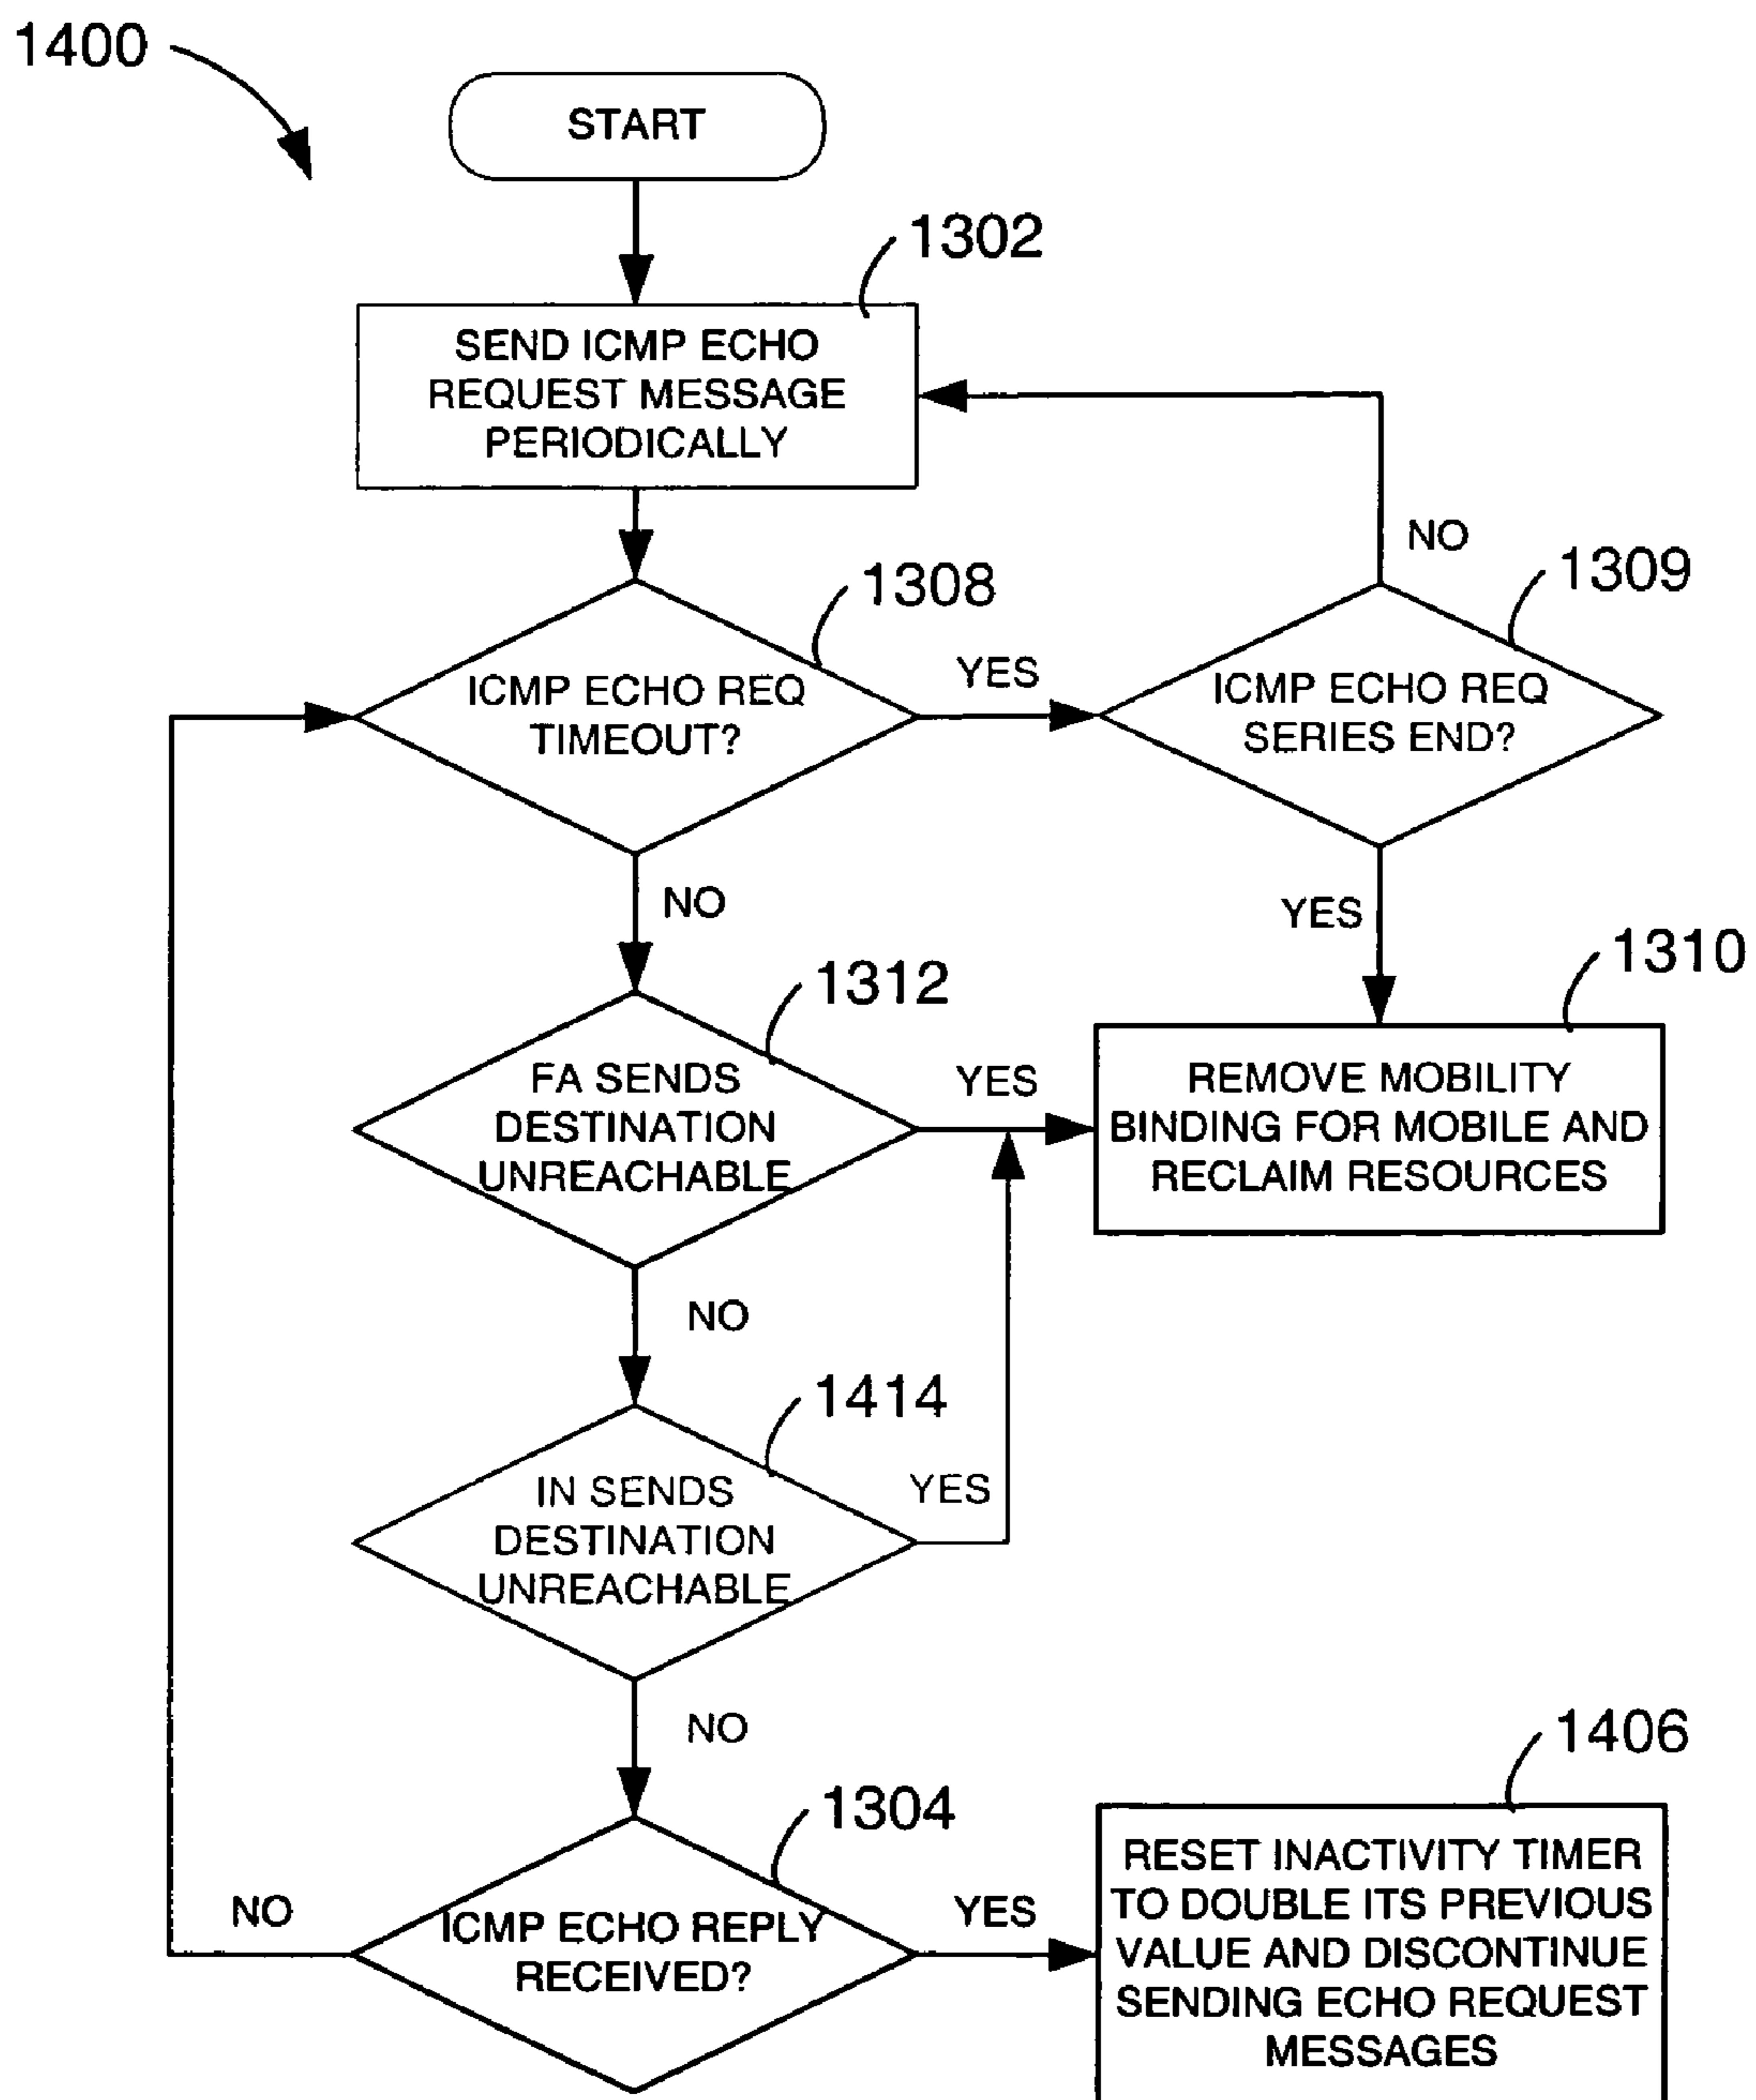 1400
START
1302
SEND ICMP ECHO
REQUEST MESSAGE
PERIODICALLY
NO
1308
1309
ICMP ECHO REQ
TIMEOUT?
YES
ICMP ECHO REQ
SERIES END?
NO
YES
1310
1312
FA SENDS
DESTINATION
UNREACHABLE
YES
REMOVE MOBILITY
BINDING FOR MOBILE AND
RECLAIM RESOURCES
NO
1414
IN SENDS
DESTINATION
UNREACHABLE
YES
NO
1406
1304
NO
ICMP ECHO REPLY
RECEIVED?
YES
RESET INACTIVITY TIMER
TO DOUBLE ITS PREVIOUS
VALUE AND DISCONTINUE
SENDING ECHO REQUEST
MESSAGES